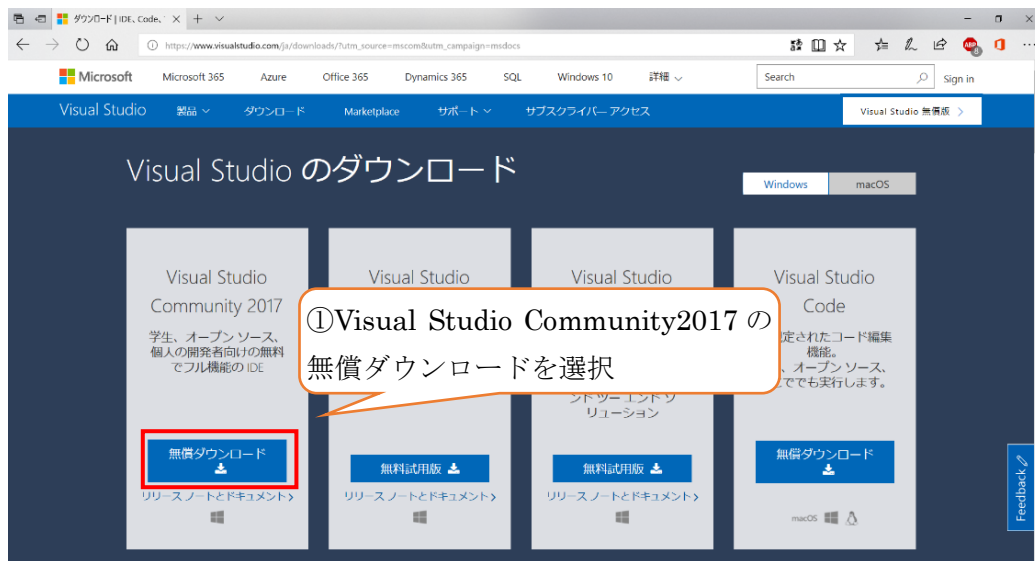 ダウンロード | IDE、Code、
https://www.visualstudio.com/ja/downloads/?utm_source=mscom&utm_campaign=msdocs
ABP
8
Microsoft Microsoft 365 Azure Office 365 Dynamics 365 SQL Windows 10 詳細 Search Sign in
Visual Studio 製品 ダウンロード Marketplace サポート サブスクライバー アクセス Visual Studio 無償版
Visual Studio のダウンロード
Windows macOS
Visual Studio
Community 2017
学生、オープン ソース、
個人の開発者向けの無料
でフル機能の IDE
無償ダウンロード
リリース ノートとドキュメント
Visual Studio
無料試用版
リリース ノートとドキュメント
Visual Studio
ンド ツー エンド ソ
リューション
無料試用版
リリース ノートとドキュメント
Visual Studio
Code
定されたコード編集
機能。
、オープン ソース、
こででも実行します。
無償ダウンロード
macOS
①Visual Studio Community2017 の
無償ダウンロードを選択
Feedback